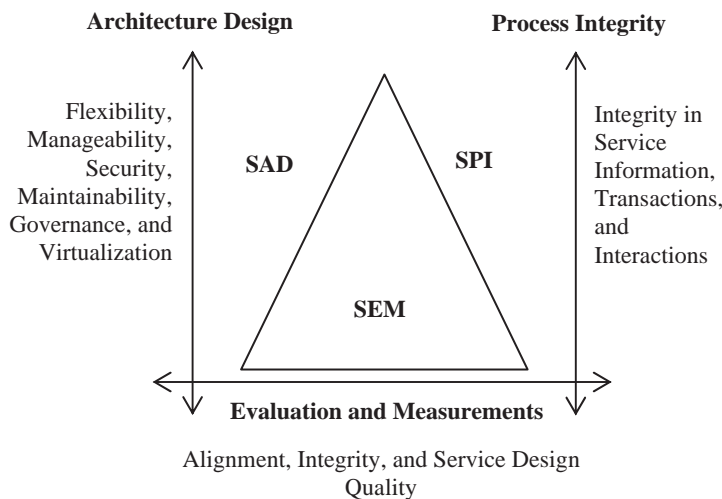 Architecture Design
Process Integrity
Flexibility,
Manageability,
Security,
Maintainability,
Governance, and
Virtualization
SAD
SPI
Integrity in
Service
Information,
Transactions,
and
Interactions
SEM
Evaluation and Measurements
Alignment, Integrity, and Service Design
Quality